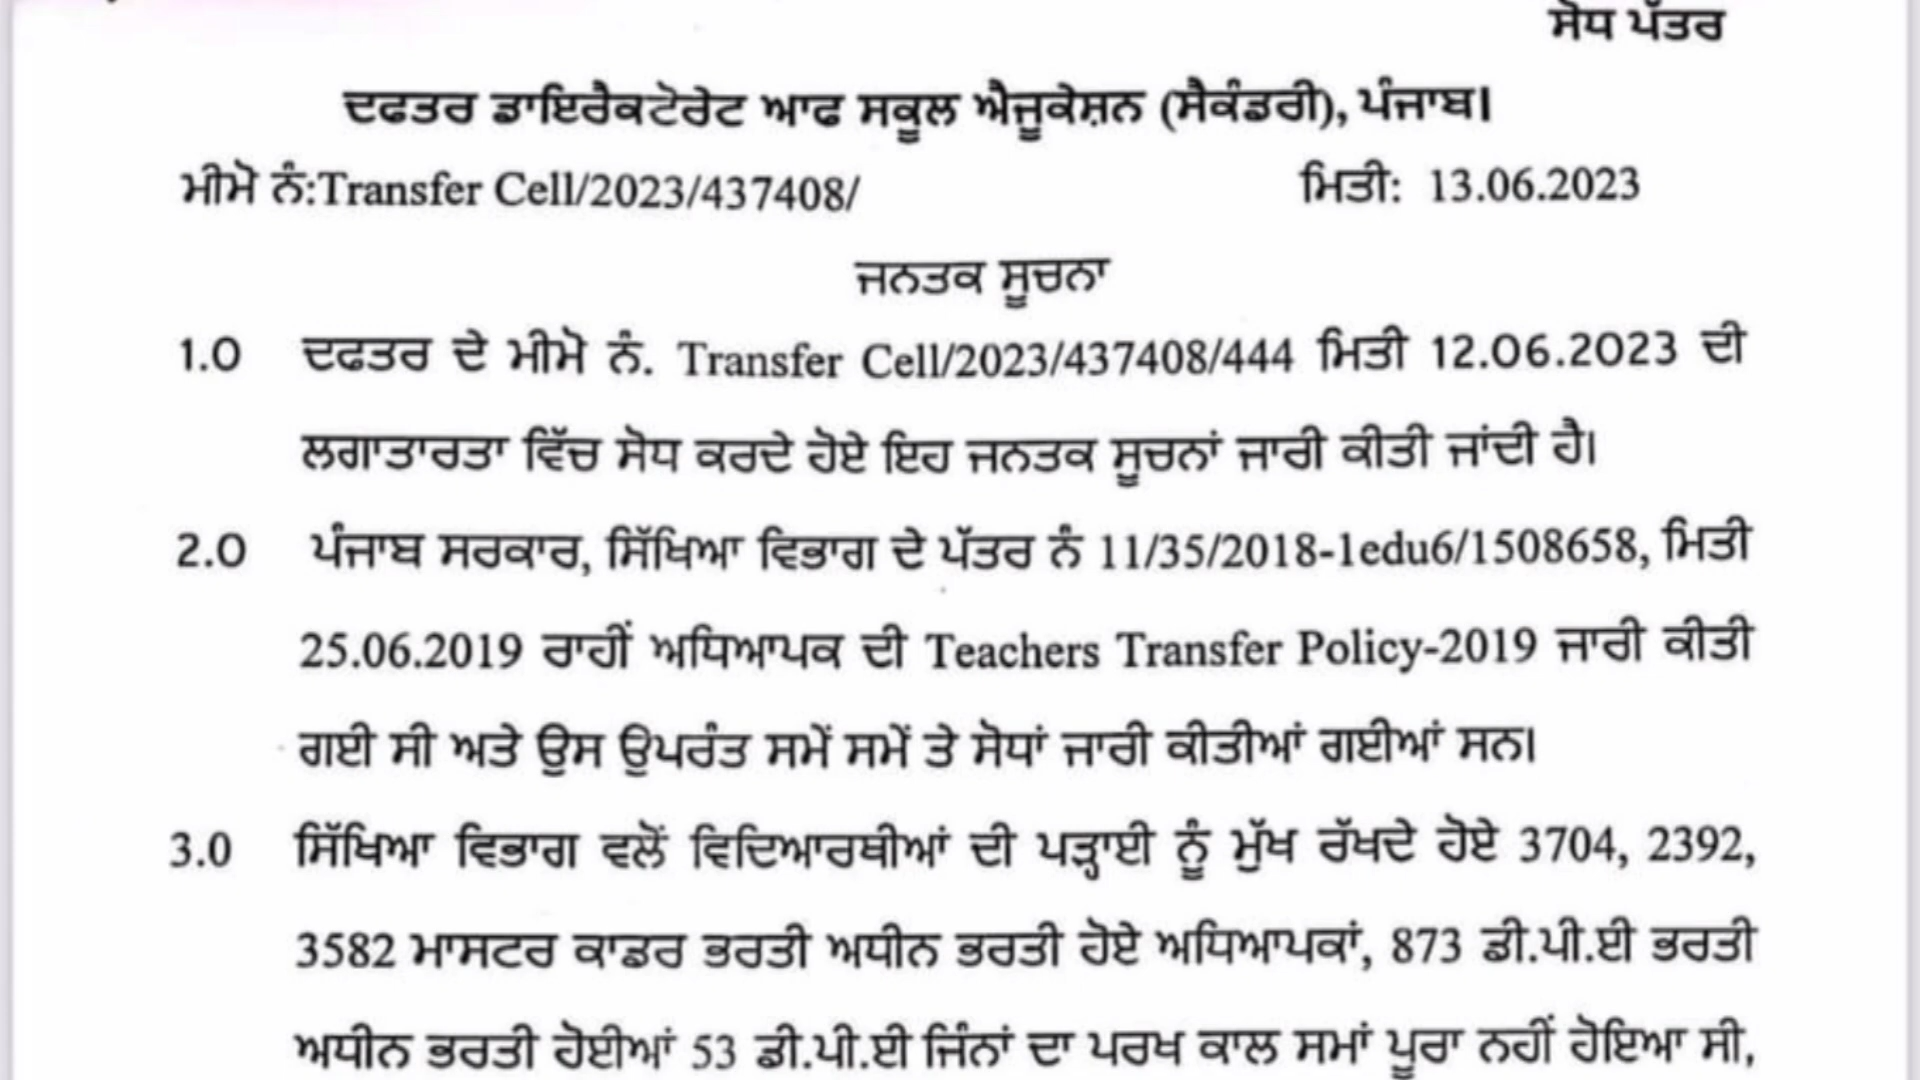 ਸੋਧ ਪੱਤਰ
ਦਫਤਰ ਡਾਇਰੈਕਟੋਰੇਟ ਆਫ ਸਕੂਲ ਐਜੂਕੇਸ਼ਨ (ਸੈਕੰਡਰੀ), ਪੰਜਾਬ।
ਮੀਮੋ ਨੰ:Transfer Cell/2023/437408/ ਮਿਤੀ: 13.06.2023
ਜਨਤਕ ਸੂਚਨਾ
1.0 ਦਫਤਰ ਦੇ ਮੀਮੋ ਨੰ. Transfer Cell/2023/437408/444 ਮਿਤੀ 12.06.2023 ਦੀ
ਲਗਾਤਾਰਤਾ ਵਿੱਚ ਸੋਧ ਕਰਦੇ ਹੋਏ ਇਹ ਜਨਤਕ ਸੂਚਨਾਂ ਜਾਰੀ ਕੀਤੀ ਜਾਂਦੀ ਹੈ।
2.0 ਪੰਜਾਬ ਸਰਕਾਰ, ਸਿੱਖਿਆ ਵਿਭਾਗ ਦੇ ਪੱਤਰ ਨੰ 11/35/2018-1edu6/1508658, ਮਿਤੀ
25.06.2019 ਰਾਹੀਂ ਅਧਿਆਪਕ ਦੀ Teachers Transfer Policy-2019 ਜਾਰੀ ਕੀਤੀ
ਗਈ ਸੀ ਅਤੇ ਉਸ ਉਪਰੰਤ ਸਮੇਂ ਸਮੇਂ ਤੇ ਸੋਧਾਂ ਜਾਰੀ ਕੀਤੀਆਂ ਗਈਆਂ ਸਨ।
3.0 ਸਿੱਖਿਆ ਵਿਭਾਗ ਵਲੋਂ ਵਿਦਿਆਰਥੀਆਂ ਦੀ ਪੜ੍ਹਾਈ ਨੂੰ ਮੁੱਖ ਰੱਖਦੇ ਹੋਏ 3704, 2392,
3582 ਮਾਸਟਰ ਕਾਡਰ ਭਰਤੀ ਅਧੀਨ ਭਰਤੀ ਹੋਏ ਅਧਿਆਪਕਾਂ, 873 ਡੀ.ਪੀ.ਈ ਭਰਤੀ
ਅਧੀਨ ਭਰਤੀ ਹੋਈਆਂ 53 ਡੀ.ਪੀ.ਈ ਜਿੰਨਾਂ ਦਾ ਪਰਖ ਕਾਲ ਸਮਾਂ ਪੂਰਾ ਨਹੀਂ ਹੋਇਆ ਸੀ,